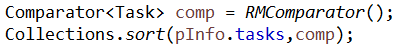 Comparator<Task> comp = RMComparator();
Collections.sort(pInfo.tasks,comp);